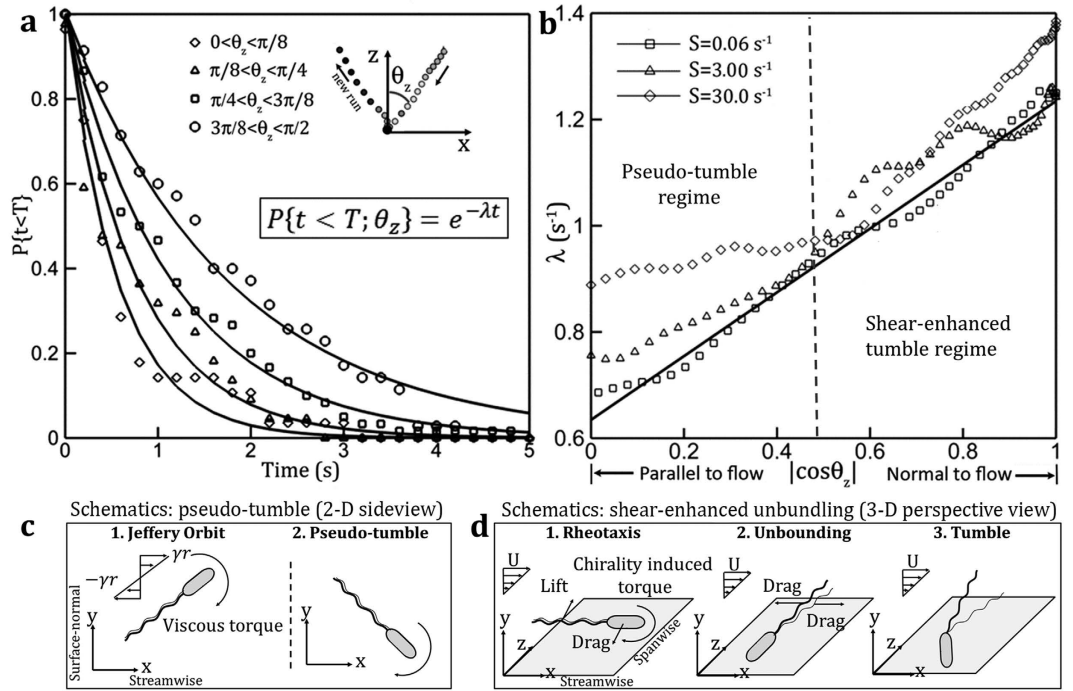 a
1
0.8
0.6
0.4
0.2
0
P{t<T}
0<θz<π/8
π/8<θz<π/4
π/4<θz<3π/8
3π/8<θz<π/2
z
θz
new run
x
P{t < T; θz} = e^-λt
0
1
2
3
4
5
Time (s)
b
1.4
1.2
1
0.8
0.6
λ (s-1)
S=0.06 s-1
S=3.00 s-1
S=30.0 s-1
Pseudo-tumble
regime
Shear-enhanced
tumble regime
0
0.2
0.4
0.6
0.8
1
Parallel to flow
|cosθz|
Normal to flow
c
Schematics: pseudo-tumble (2-D sideview)
1. Jeffery Orbit
2. Pseudo-tumble
γr
−γr
Viscous torque
Surface-normal
y
x
Streamwise
y
x
d
Schematics: shear-enhanced unbundling (3-D perspective view)
1. Rheotaxis
2. Unbounding
3. Tumble
U
Lift
Chirality induced
torque
Drag
Spanwise
y
z
x
Streamwise
U
Drag
Drag
y
z
x
U
y
z
x